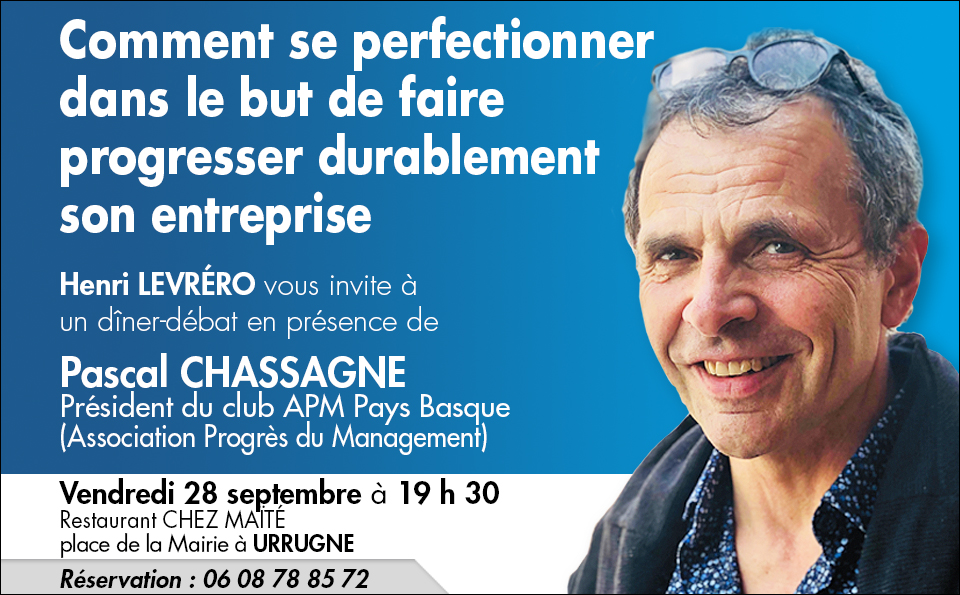 Comment se perfectionner
dans le but de faire
progresser durablement
son entreprise
Henri LEVRÉRO vous invite à
un dîner-débat en présence de
Pascal CHASSAGNE
Président du club APM Pays Basque
(Association Progrès du Management)
Vendredi 28 septembre à 19 h 30
Restaurant CHEZ MAÏTÉ
place de la Mairie à URRUGNE
Réservation : 06 08 78 85 72